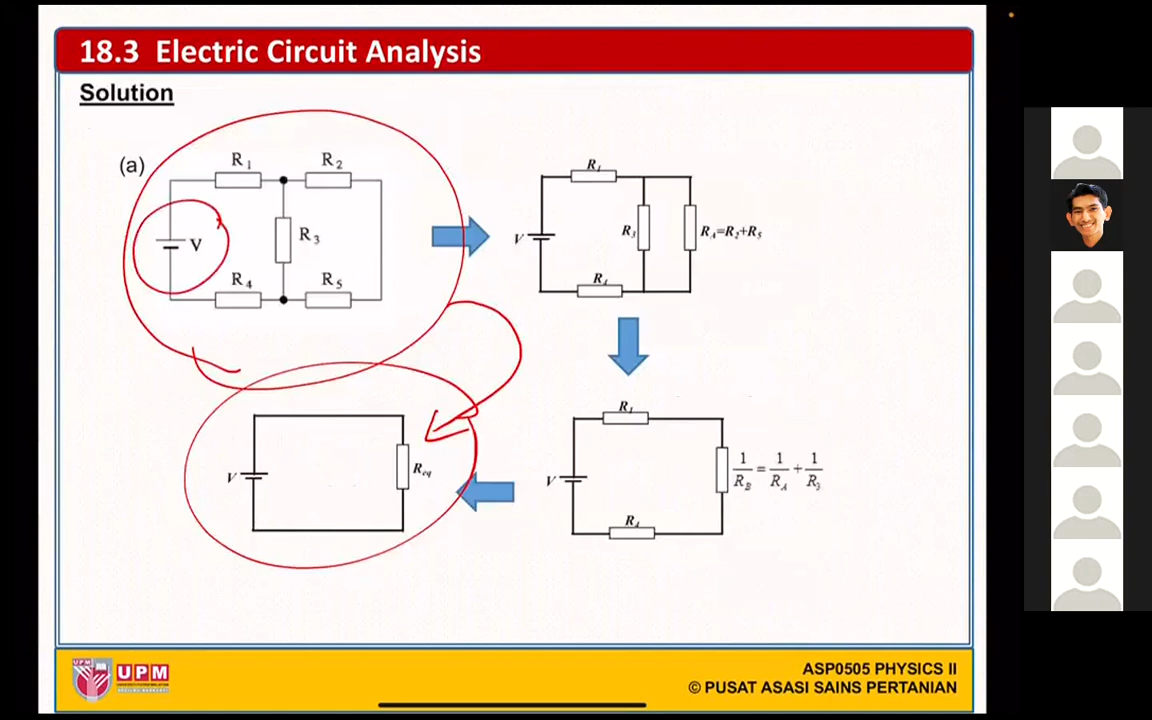 18.3 Electric Circuit Analysis
Solution
(a)
R1
R2
V
R3
R4
R5
R1
V
R3
RA=R2+R5
R4
R1
V
1/RB = 1/RA + 1/R3
R4
V
Req
UPM
UPM
ASP0505 PHYSICS II
© PUSAT ASASI SAINS PERTANIAN